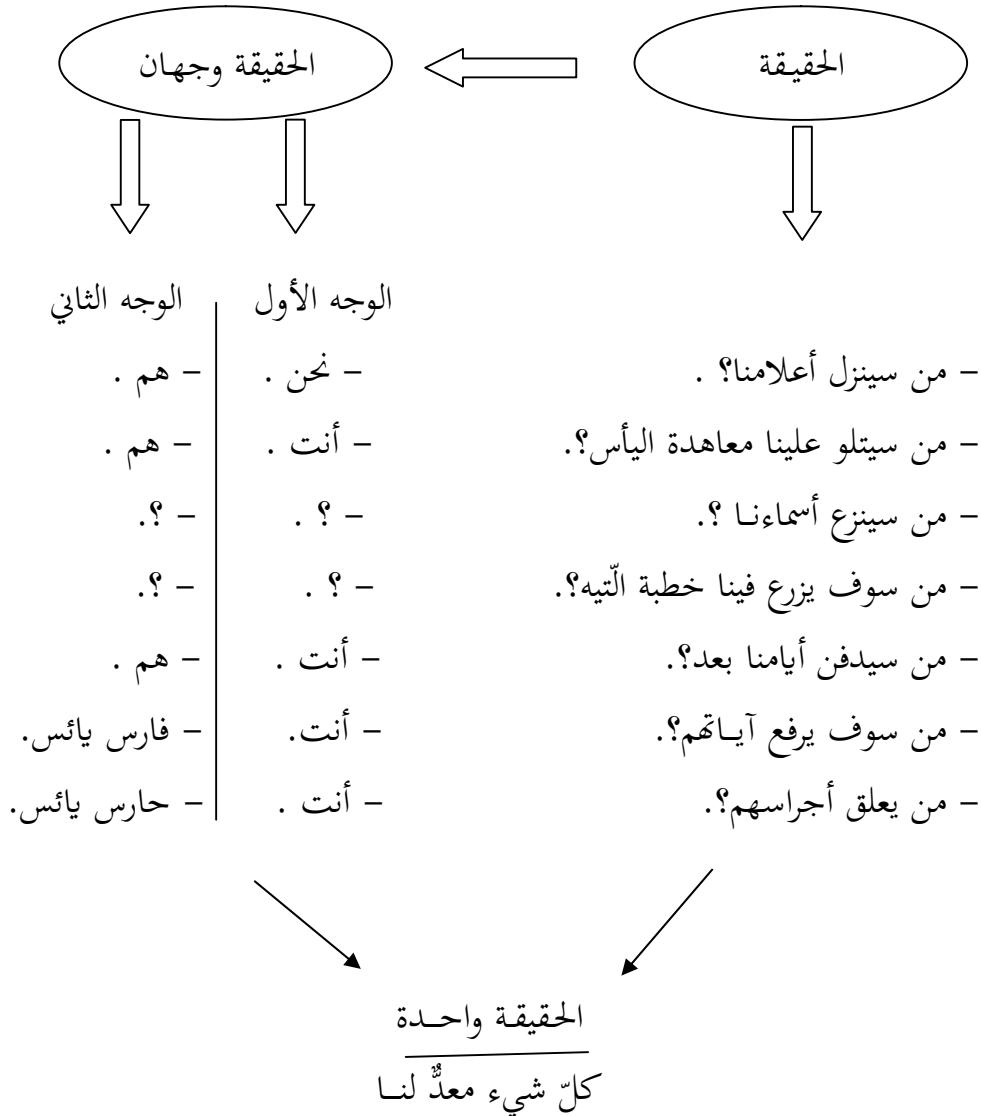 الحقيقة
الحقيقة وجهان
الوجه الأول
الوجه الثاني
– من سينزل أعلامنا؟ .
– نحن .
– هم .
– من سيتلو علينا معاهدة اليأس؟.
– أنت .
– هم .
– من سينزع أسماءنا ؟.
– ؟ .
– ؟.
– من سوف يزرع فينا خطبة الّتيه؟.
– ؟ .
– ؟.
– من سيدفن أيامنا بعد؟.
– أنت .
– هم .
– من سوف يرفع آياتهم؟.
– أنت.
– فارس يائس.
– من يعلق أجراسهم؟.
– أنت .
– حارس يائس.
الحقيقة واحدة
كلّ شيء معدٌّ لنا